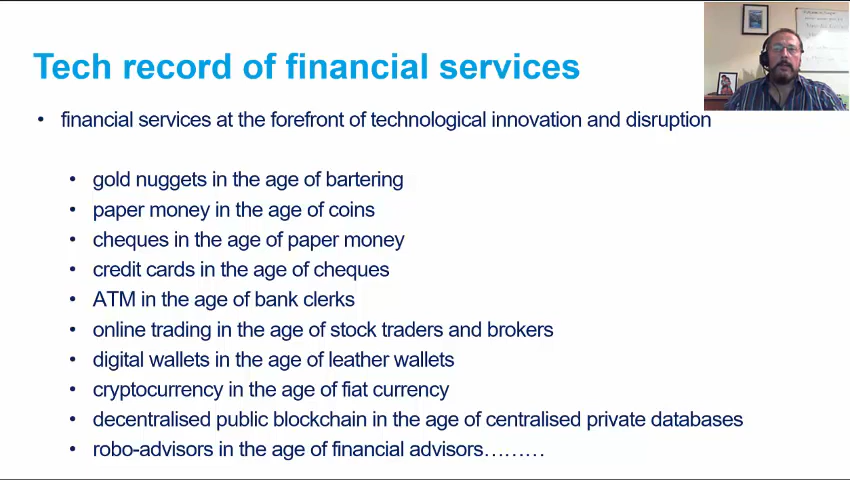 Tech record of financial services
• financial services at the forefront of technological innovation and disruption
• gold nuggets in the age of bartering
• paper money in the age of coins
• cheques in the age of paper money
• credit cards in the age of cheques
• ATM in the age of bank clerks
• online trading in the age of stock traders and brokers
• digital wallets in the age of leather wallets
• cryptocurrency in the age of fiat currency
• decentralised public blockchain in the age of centralised private databases
• robo-advisors in the age of financial advisors………